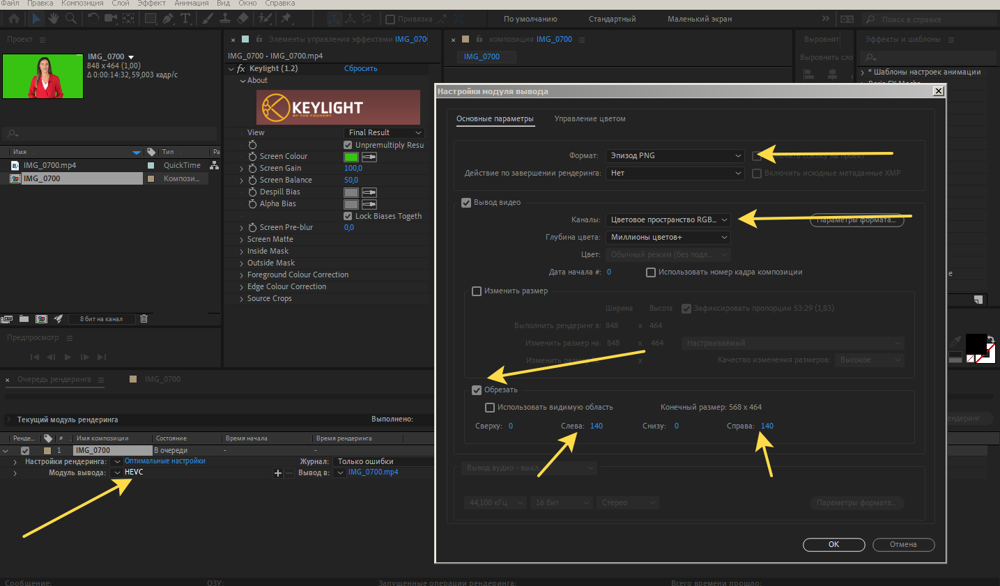 Файл Правка Композиция Слой Эффект Анимация Вид Окно Справка
Привязка По умолчанию Стандартный Маленький экран Поиск в справке
Проект
IMG_0700
848 x 464 (1,00)
Δ 0:00:14:32, 59,003 кадр/с
Имя Тип Ра
IMG_0700.mp4 QuickTime
IMG_0700 Компози...
8 бит на канал
Предпросмотр
Элементы управления эффектами IMG_070
IMG_0700 • IMG_0700.mp4
fx Keylight (1.2) Сбросить
About
KEYLIGHT
BY THE FOUNDRY
View Final Result
Unpremultiply Resu
Screen Colour
Screen Gain 100,0
Screen Balance 50,0
Despill Bias
Alpha Bias
Lock Biases Togeth
Screen Pre-blur 0,0
Screen Matte
Inside Mask
Outside Mask
Foreground Colour Correction
Edge Colour Correction
Source Crops
композиция IMG_0700
IMG_0700
Выровнят
Выровнять сло
Эффекты и шаблоны
* Шаблоны настроек анимации
Настройки модуля вывода
Основные параметры Управление цветом
Формат: Эпизод PNG
Действие по завершении рендеринга: Нет Включить исходные метаданные XMP
Вывод видео
Каналы: Цветовое пространство RGB... Параметры формата...
Глубина цвета: Миллионы цветов+
Цвет: Обычный режим (без подл...
Дата начала #: 0 Использовать номер кадра композиции
Изменить размер
Ширина Высота Зафиксировать пропорции 53:29 (1,83)
Выполнить рендеринг в: 848 x 464
Изменить размер на: 848 x 464 Настраиваемый
Изменить размер x Качество изменения размеров: Высокое
Обрезать
Использовать видимую область Конечный размер: 568 x 464
Сверху: 0 Слева: 140 Снизу: 0 Справа: 140
Вывод аудио - выкл
44,100 кГц 16 бит Стерео Параметры формата...
OK Отмена
Очередь рендеринга IMG_0700
Текущий модуль рендеринга Выполнено:
Ренде... # Имя композиции Состояние Время начала Время рендеринга
1 IMG_0700 В очереди - -
Настройки рендеринга: Оптимальные настройки Журнал: Только ошибки
Модуль вывода: HEVC Вывод в: IMG_0700.mp4
Сообщение: ОЗУ: Запущенные операции рендеринга: Всего времени прошло: